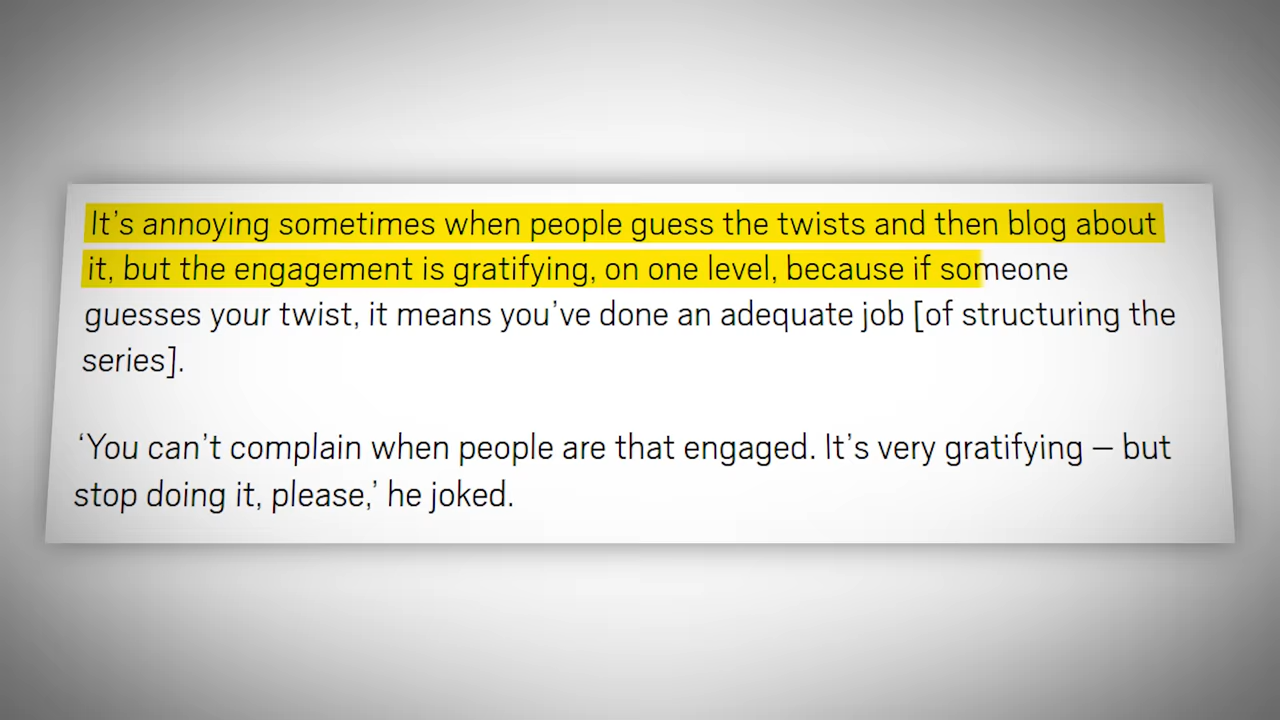 It’s annoying sometimes when people guess the twists and then blog about
it, but the engagement is gratifying, on one level, because if someone
guesses your twist, it means you’ve done an adequate job [of structuring the
series].
‘You can’t complain when people are that engaged. It’s very gratifying – but
stop doing it, please,’ he joked.